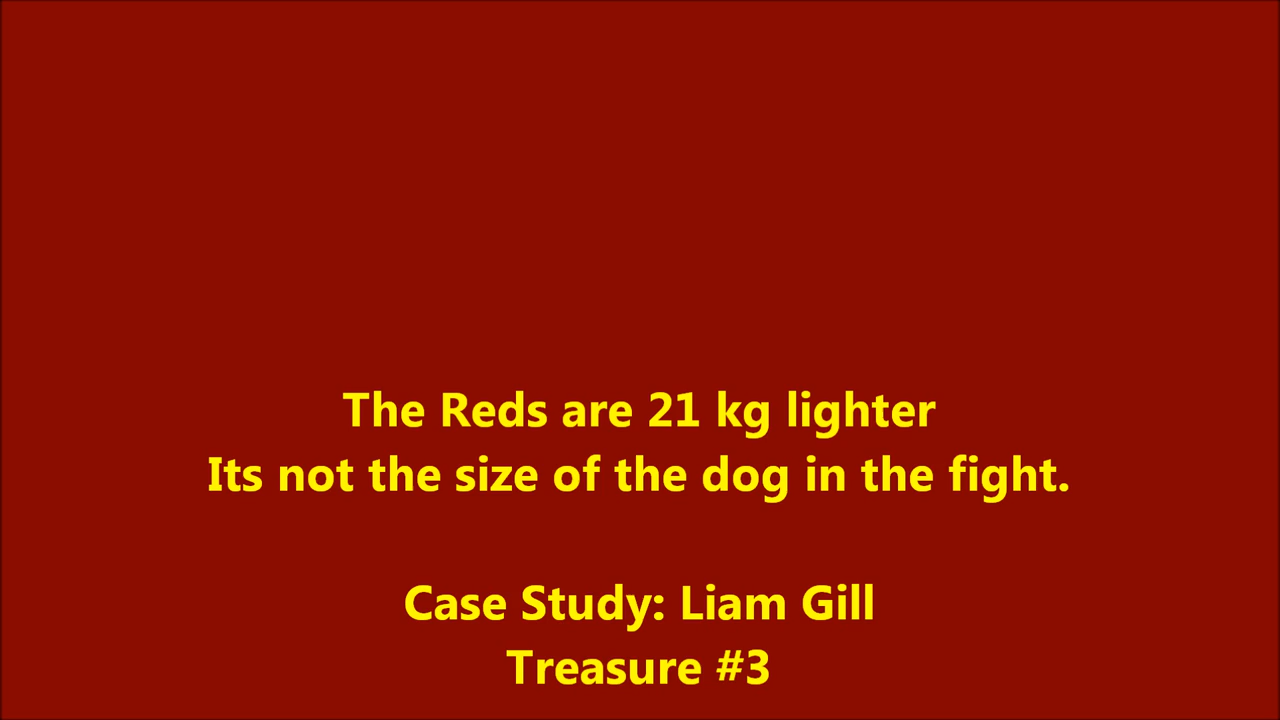 The Reds are 21 kg lighter
Its not the size of the dog in the fight.
Case Study: Liam Gill
Treasure #3